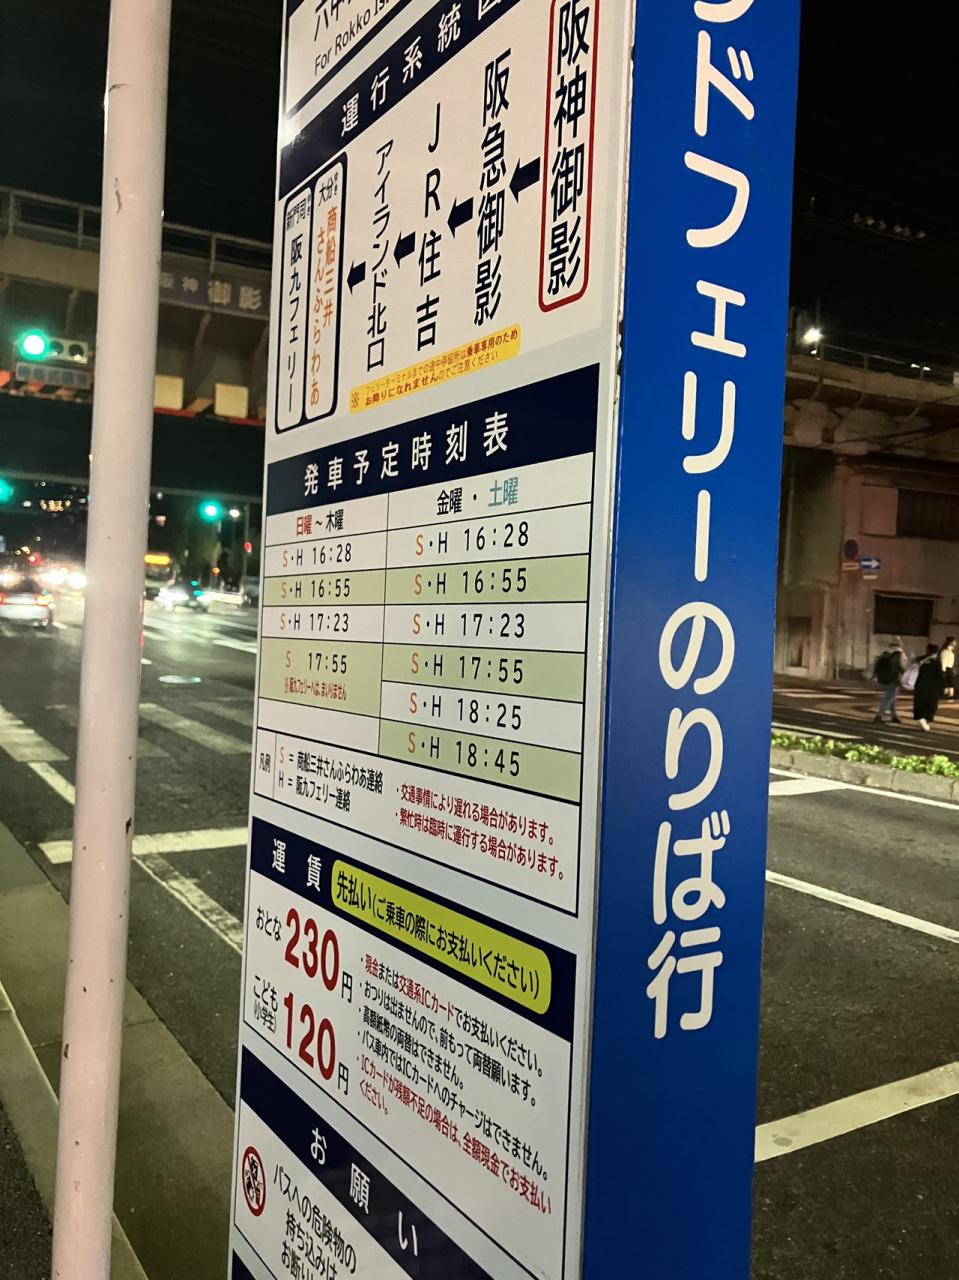 For Rokko Is
運行系統図
阪神御影
阪急御影
JR住吉
アイランド北口
大分ゆき
商船三井
さんふらわあ
新門司ゆき
阪九フェリー
※フェリーターミナルまでの途中停留所は乗車専用のため
お降りになれませんのでご注意ください
発車予定時刻表
日曜～木曜
金曜・土曜
S・H 16:28
S・H 16:28
S・H 16:55
S・H 16:55
S・H 17:23
S・H 17:23
S 17:55
※阪九フェリーへは、まいりません
S・H 17:55
S・H 18:25
S・H 18:45
凡例
S = 商船三井さんふらわあ連絡
H = 阪九フェリー連絡
・交通事情により遅れる場合があります。
・繁忙時は臨時に運行する場合があります。
運賃
先払い(ご乗車の際にお支払いください)
おとな 230円
こども(小学生) 120円
・現金または交通系ICカードでお支払いください。
・おつりは出ませんので、前もって両替願います。
・高額紙幣の両替はできません。
・バス車内ではICカードへのチャージはできません。
・ICカードが残額不足の場合は、全額現金でお支払い
ください。
お願い
バスへの危険物の
持ち込みは
お断りし
ンドフェリーのりば行
阪神 御影